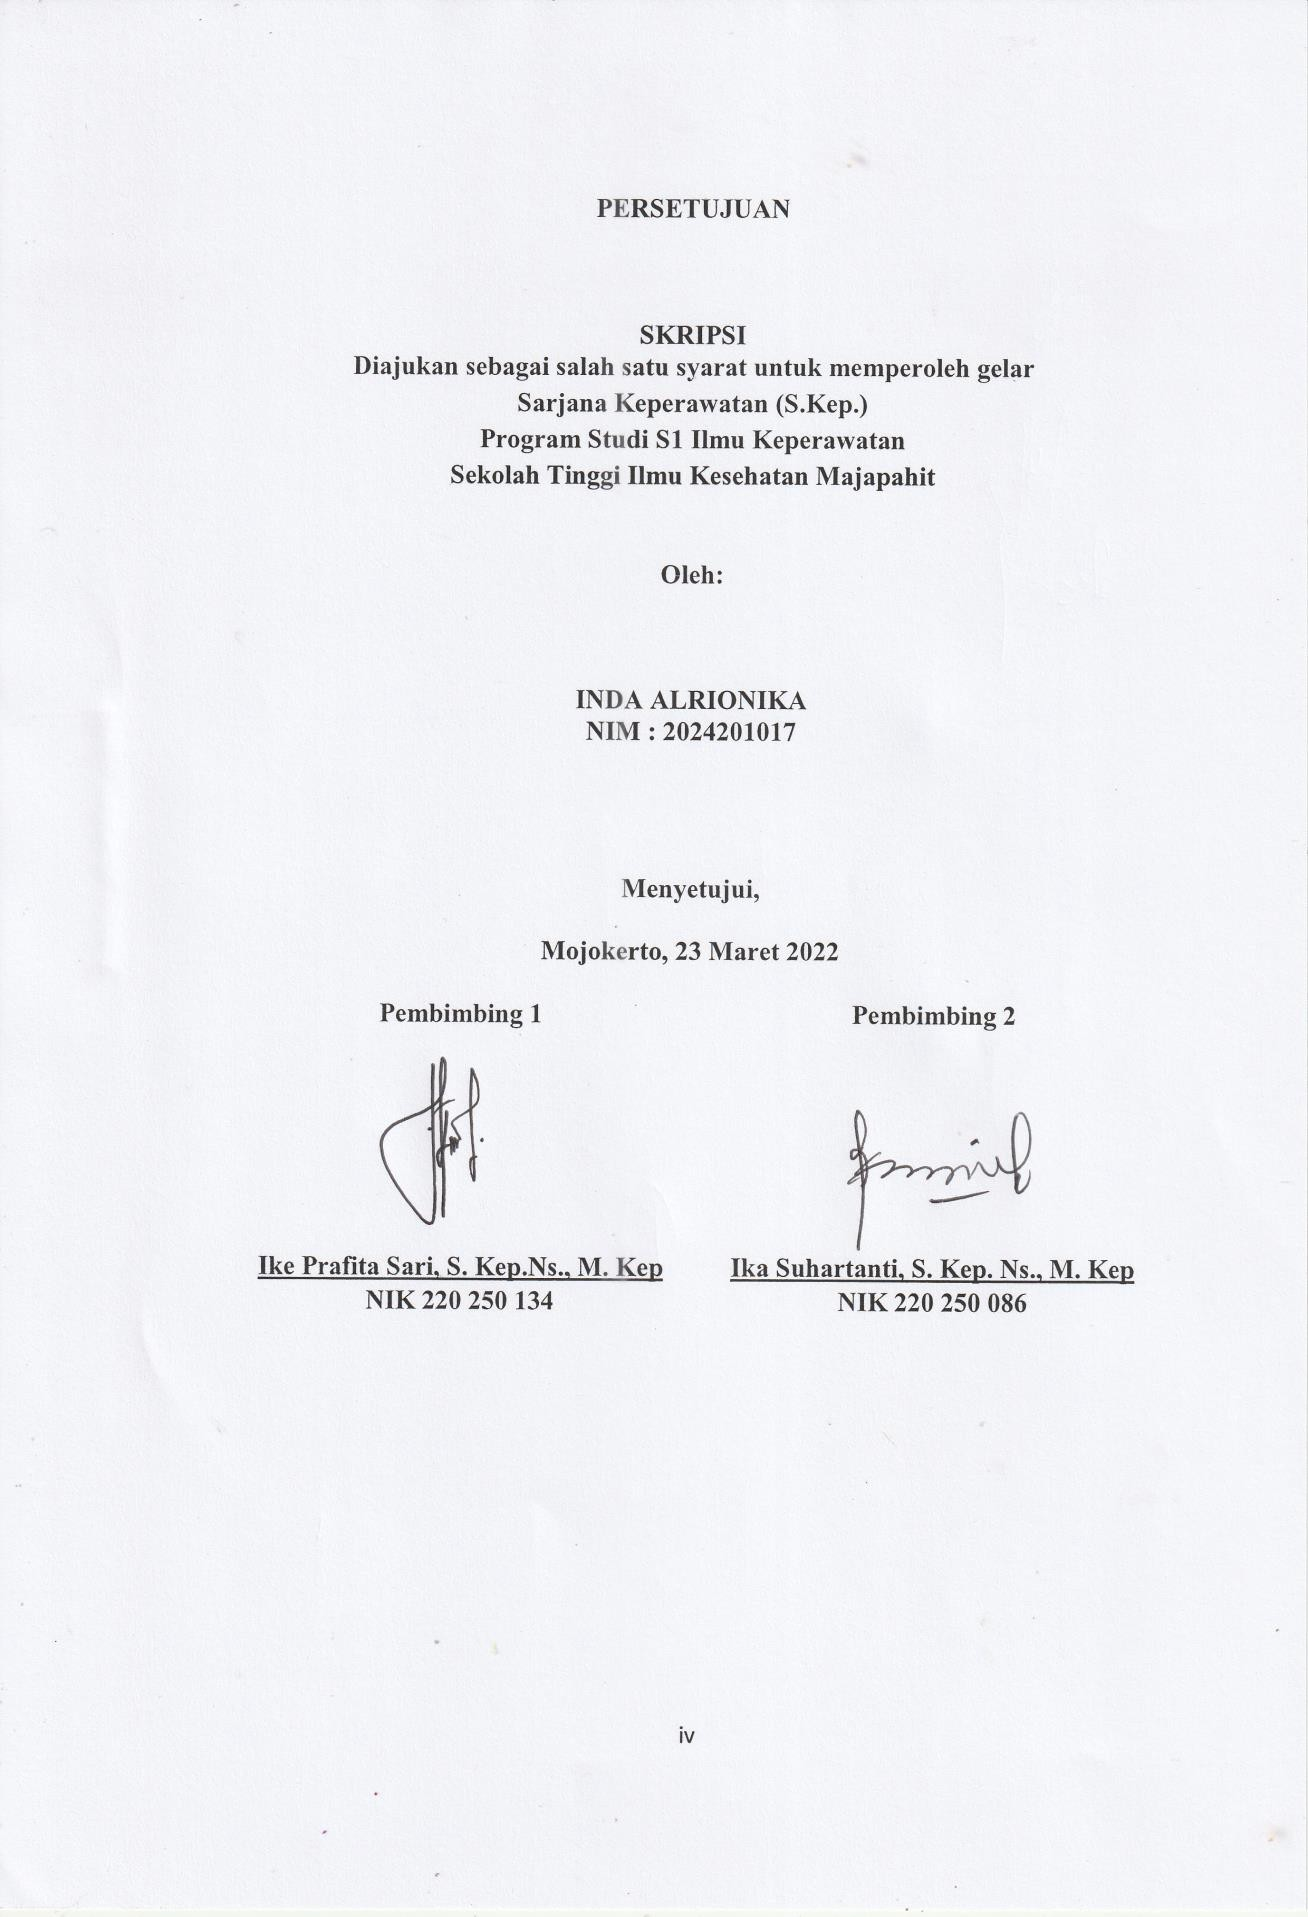 PERSETUJUAN
SKRIPSI
Diajukan sebagai salah satu syarat untuk memperoleh gelar
Sarjana Keperawatan (S.Kep.)
Program Studi S1 Ilmu Keperawatan
Sekolah Tinggi Ilmu Kesehatan Majapahit
Oleh:
INDA ALRIONIKA
NIM : 2024201017
Menyetujui,
Mojokerto, 23 Maret 2022
Pembimbing 1
Pembimbing 2
Ike Prafita Sari, S. Kep.Ns., M. Kep
NIK 220 250 134
Ika Suhartanti, S. Kep. Ns., M. Kep
NIK 220 250 086
iv